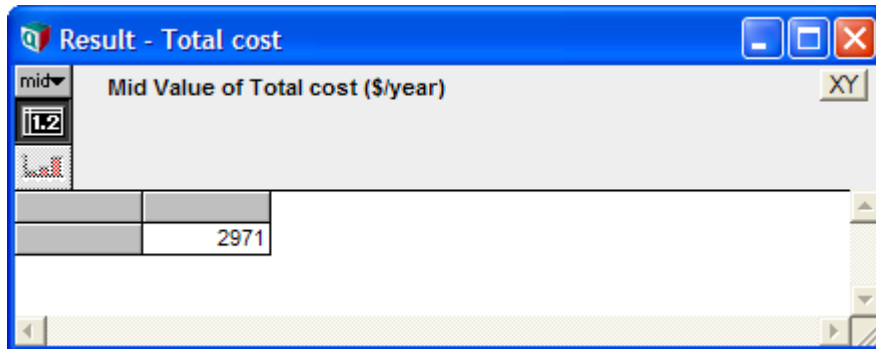 Result - Total cost
mid
Mid Value of Total cost ($/year)
XY
1.2
2971